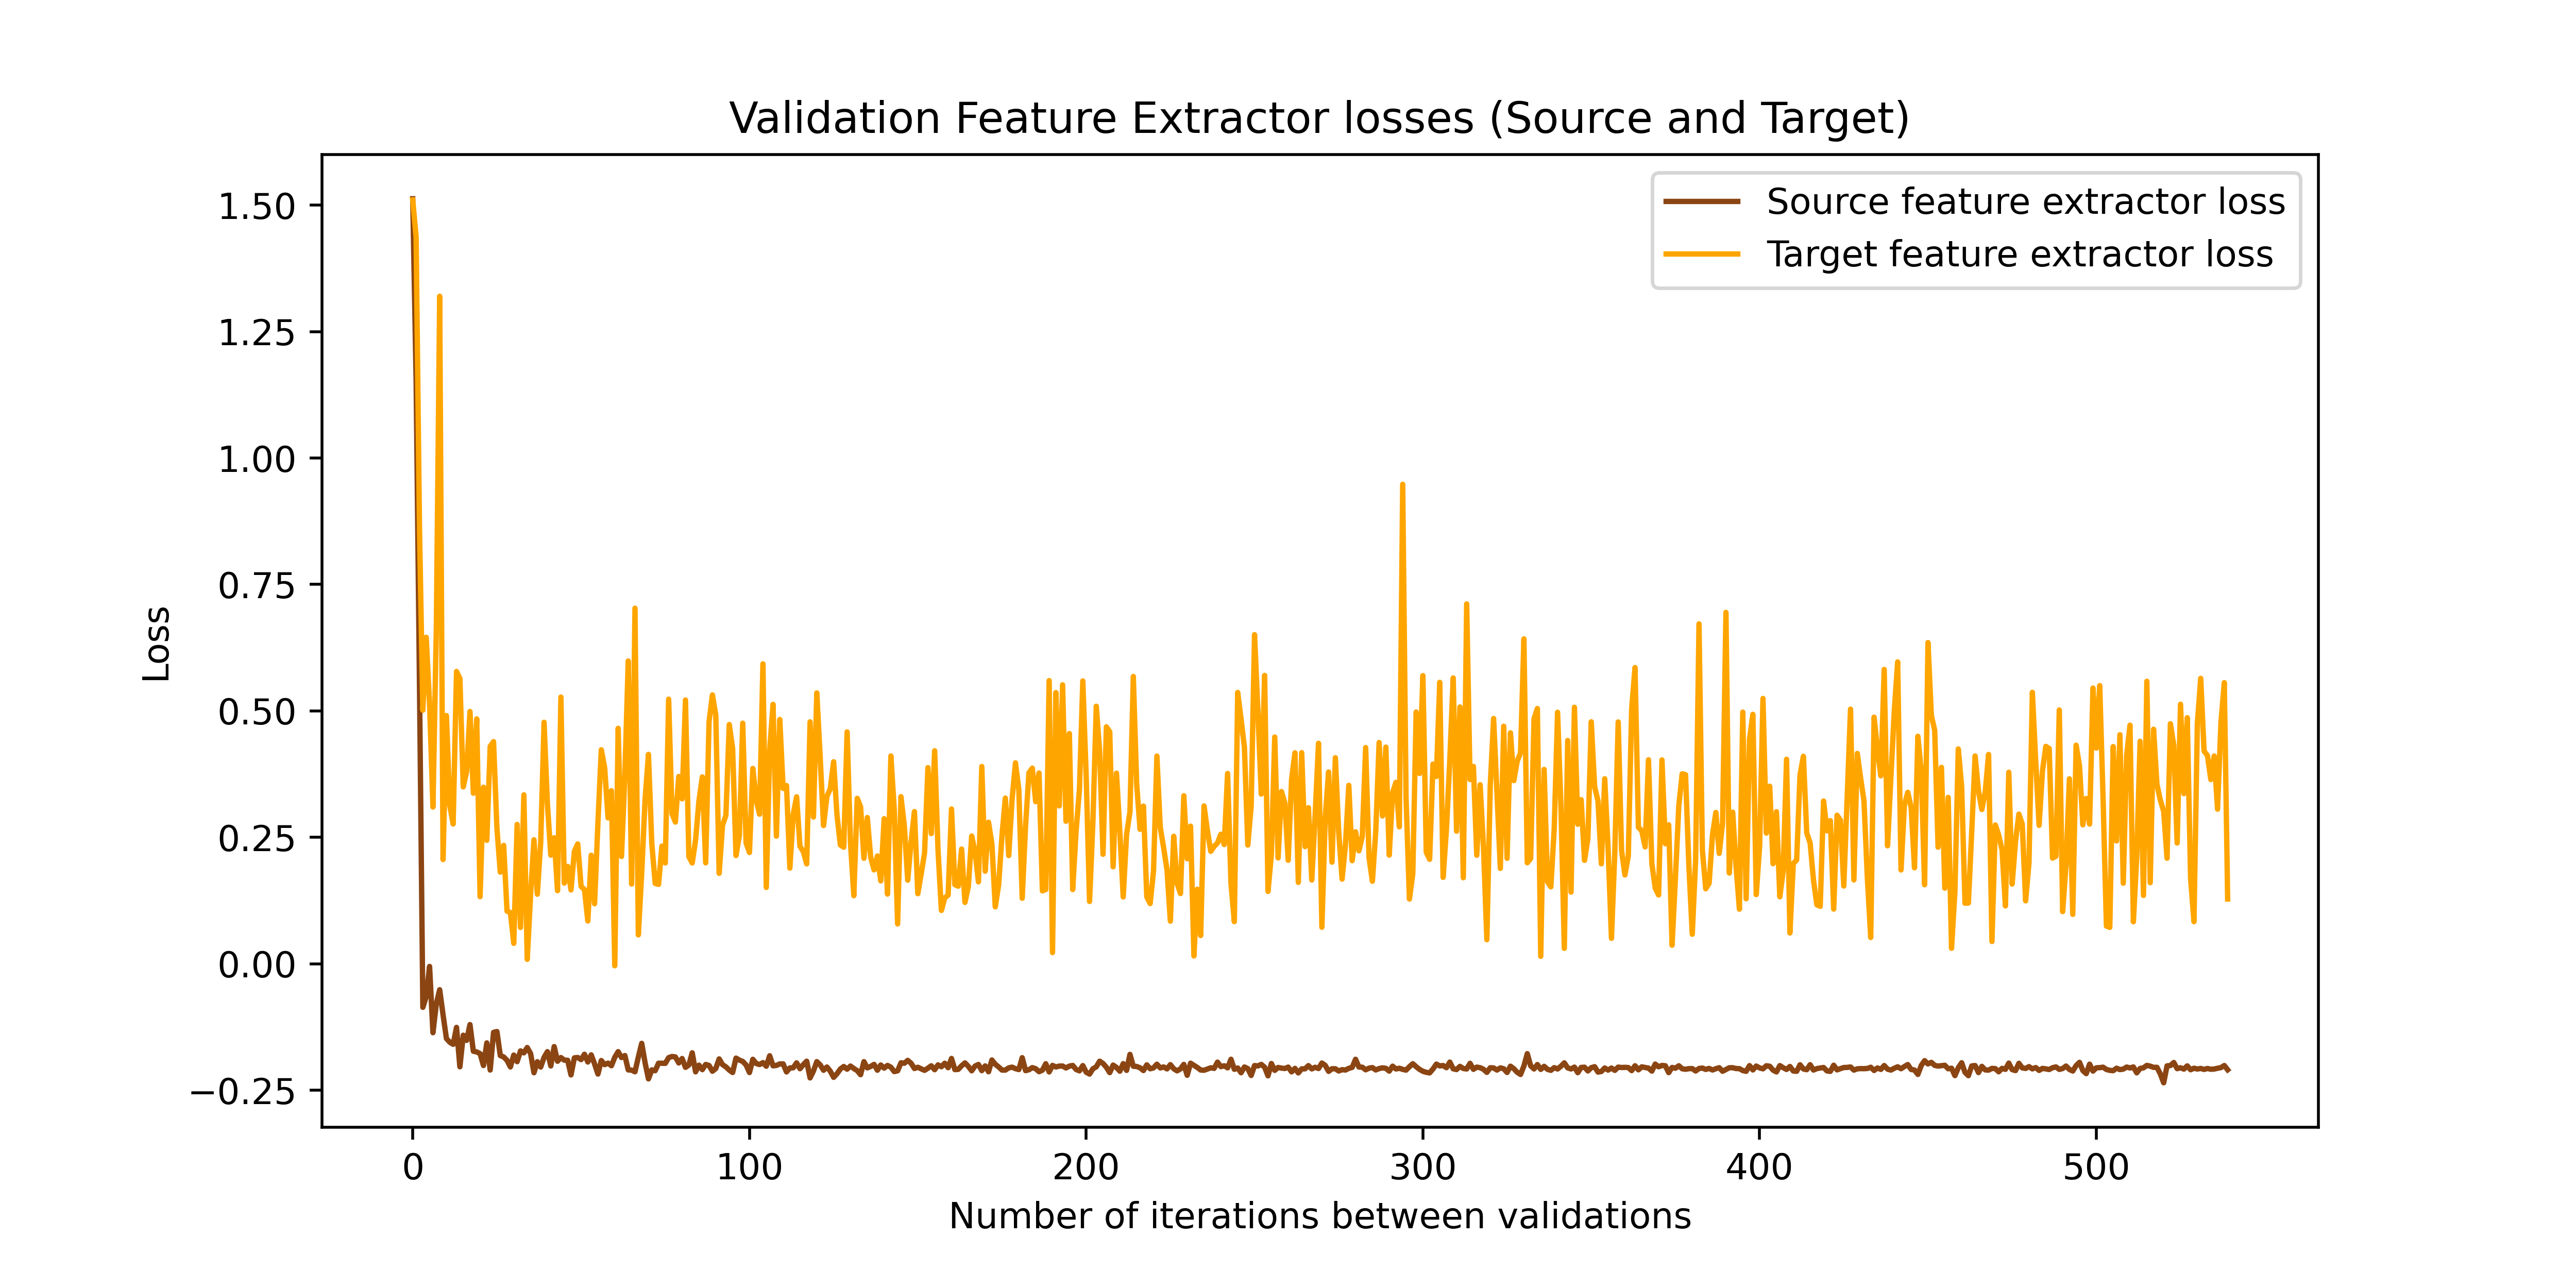 Validation Feature Extractor losses (Source and Target)
Source feature extractor loss
Target feature extractor loss
1.50
1.25
1.00
0.75
0.50
0.25
0.00
−0.25
Loss
0 100 200 300 400 500
Number of iterations between validations